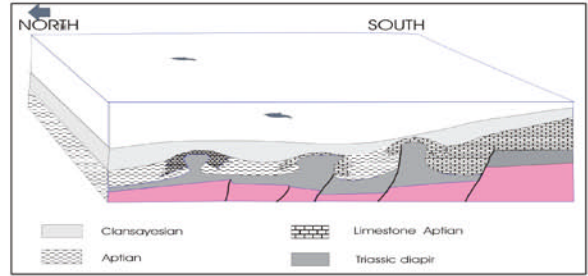 NORTH SOUTH
Clansayesian Limestone Aptian
Aptian Triassic diapir